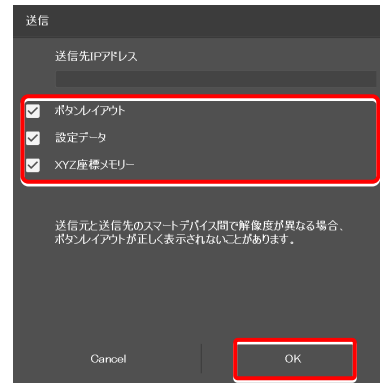 送信
送信先IPアドレス
ボタンレイアウト
設定データ
XYZ座標メモリー
送信元と送信先のスマートデバイス間で解像度が異なる場合、
ボタンレイアウトが正しく表示されないことがあります。
Cancel OK